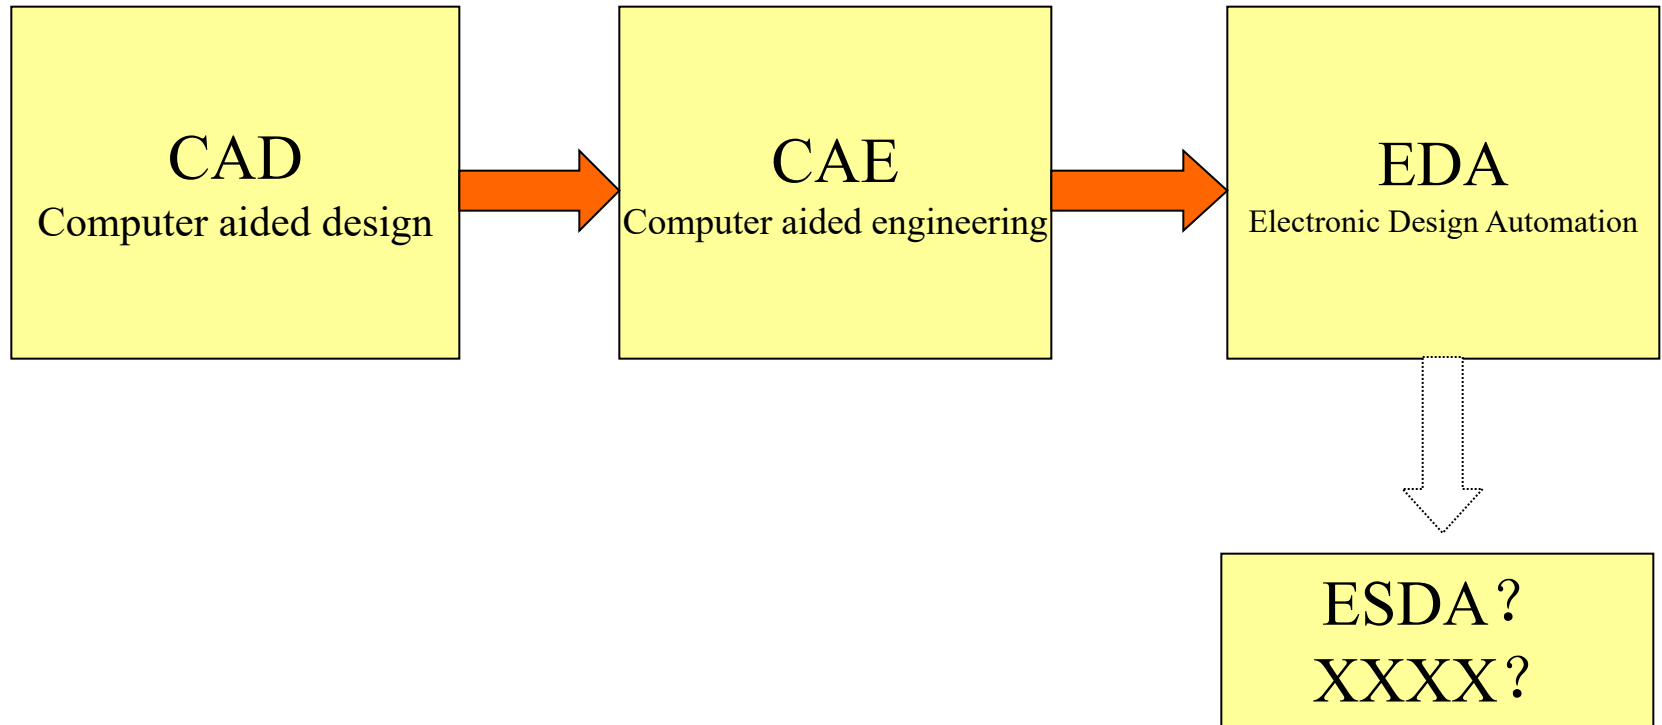 CAD
Computer aided design
CAE
Computer aided engineering
EDA
Electronic Design Automation
ESDA？
XXXX？